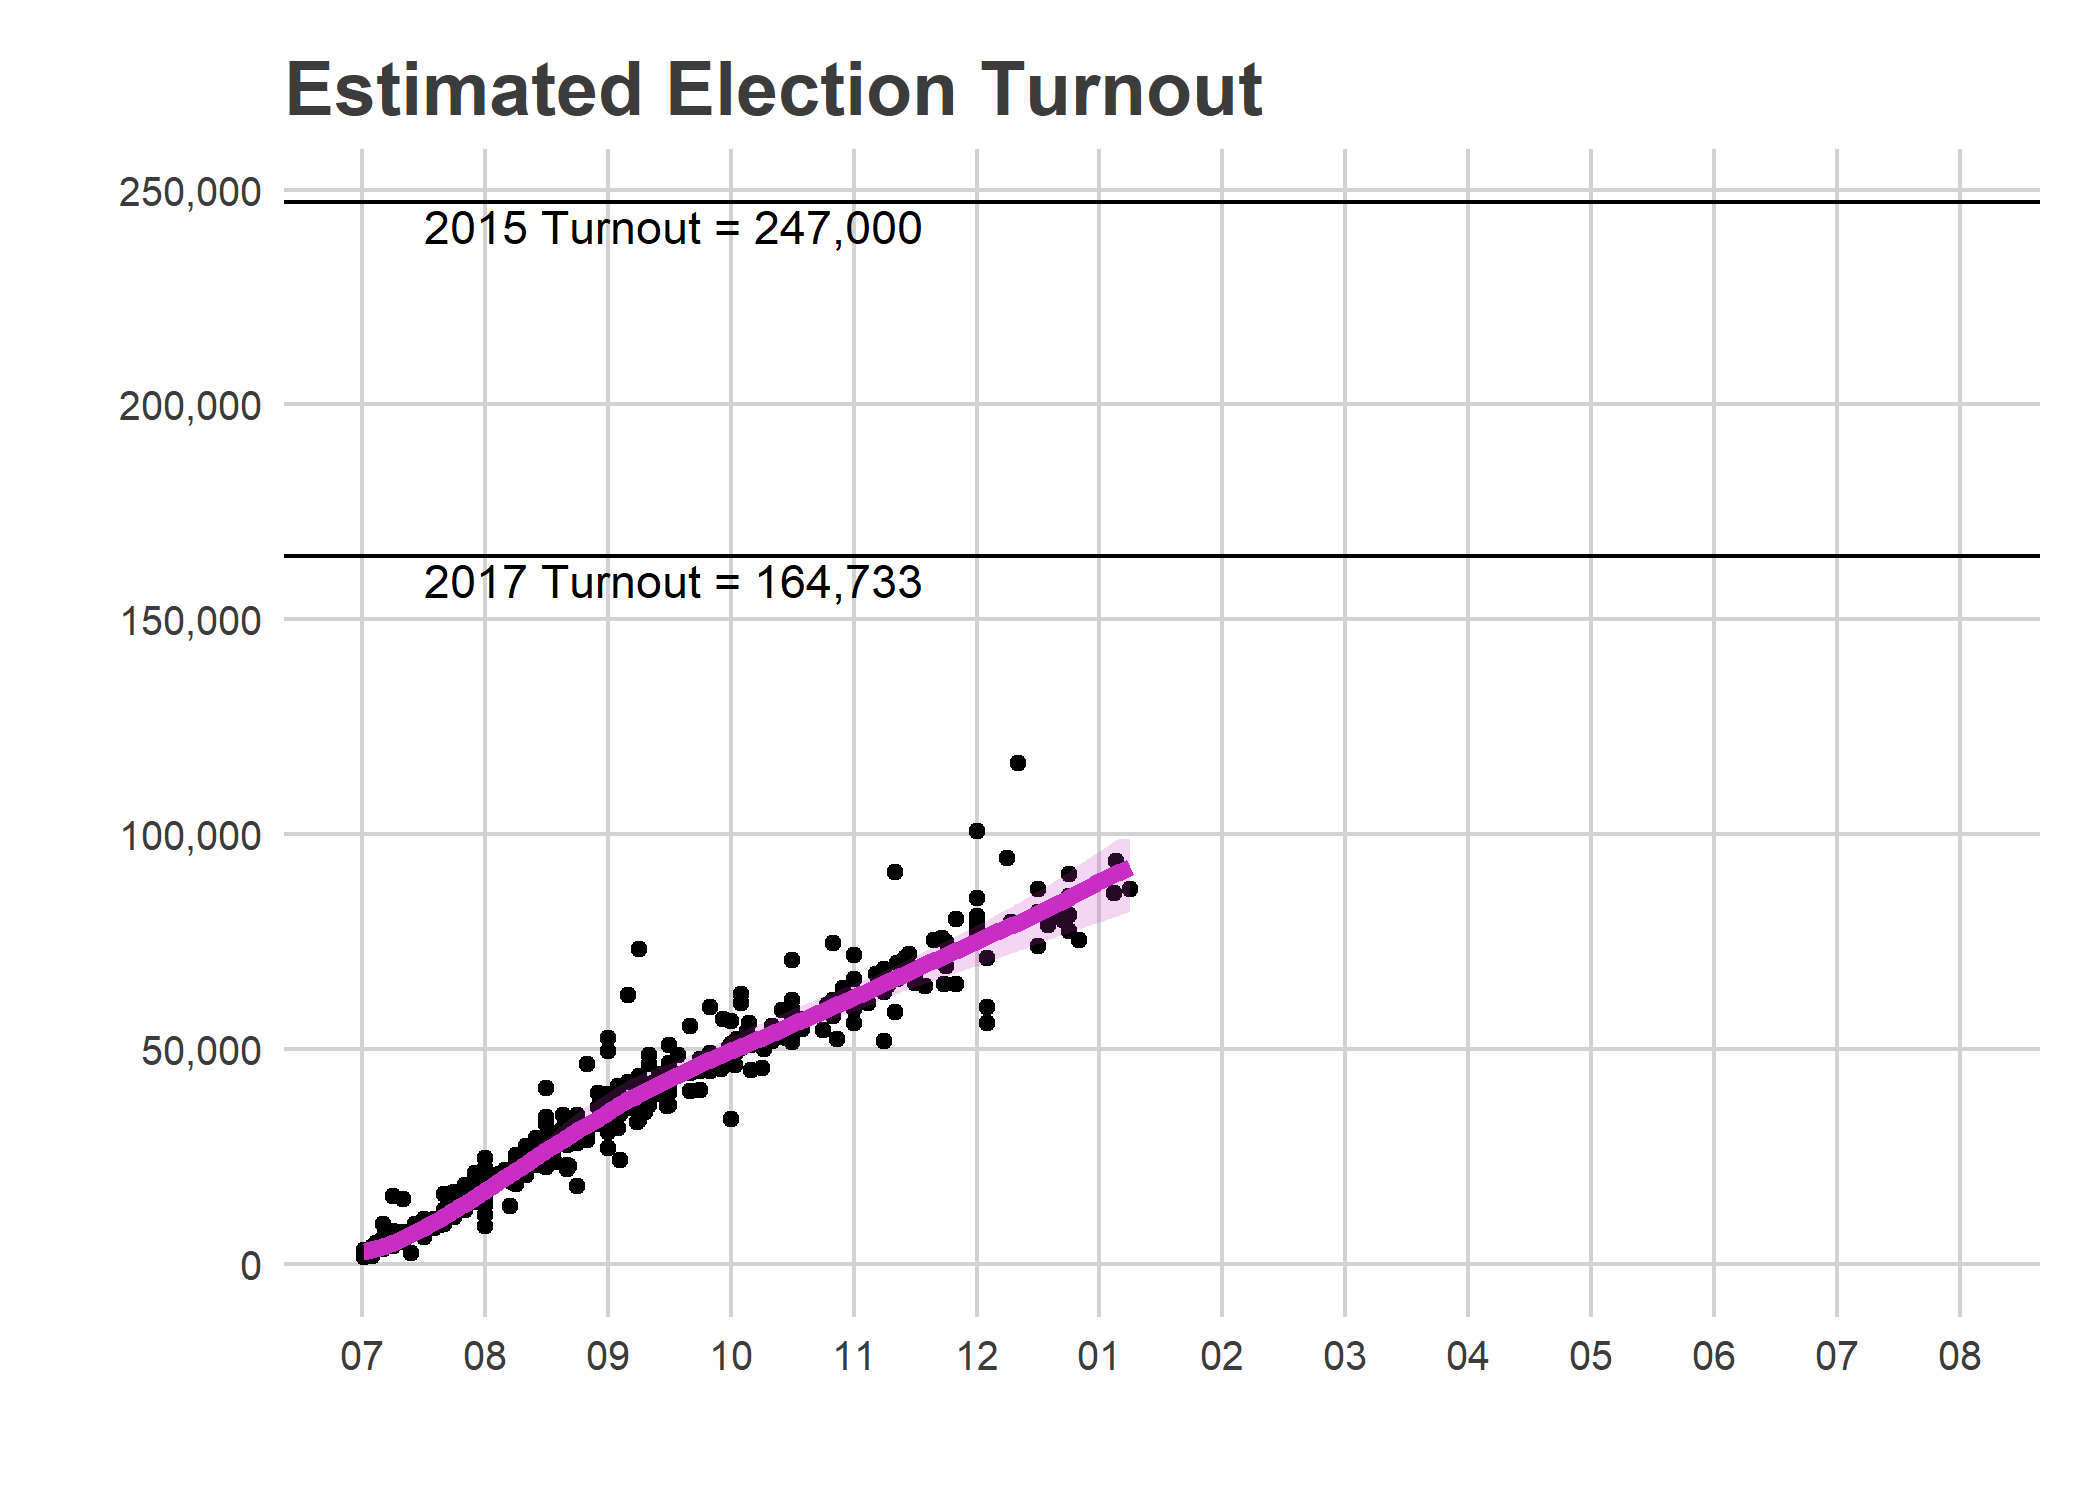 Estimated Election Turnout
250,000
2015 Turnout = 247,000
200,000
2017 Turnout = 164,733
150,000
100,000
50,000
0
07 08 09 10 11 12 01 02 03 04 05 06 07 08